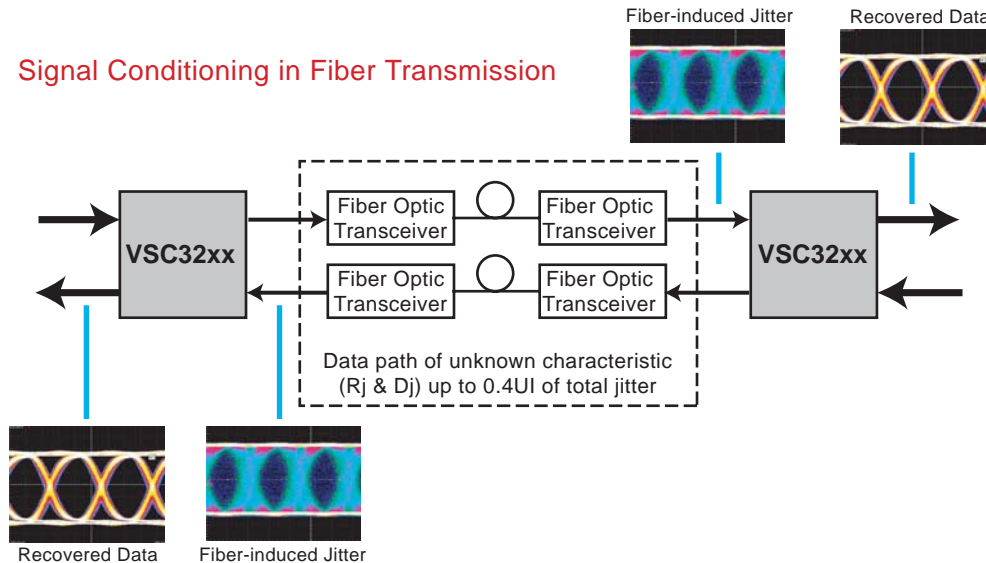 Fiber-induced Jitter
Recovered Data
Signal Conditioning in Fiber Transmission
VSC32xx
Fiber Optic
Transceiver
Fiber Optic
Transceiver
VSC32xx
Fiber Optic
Transceiver
Fiber Optic
Transceiver
Data path of unknown characteristic
(Rj & Dj) up to 0.4UI of total jitter
Recovered Data
Fiber-induced Jitter